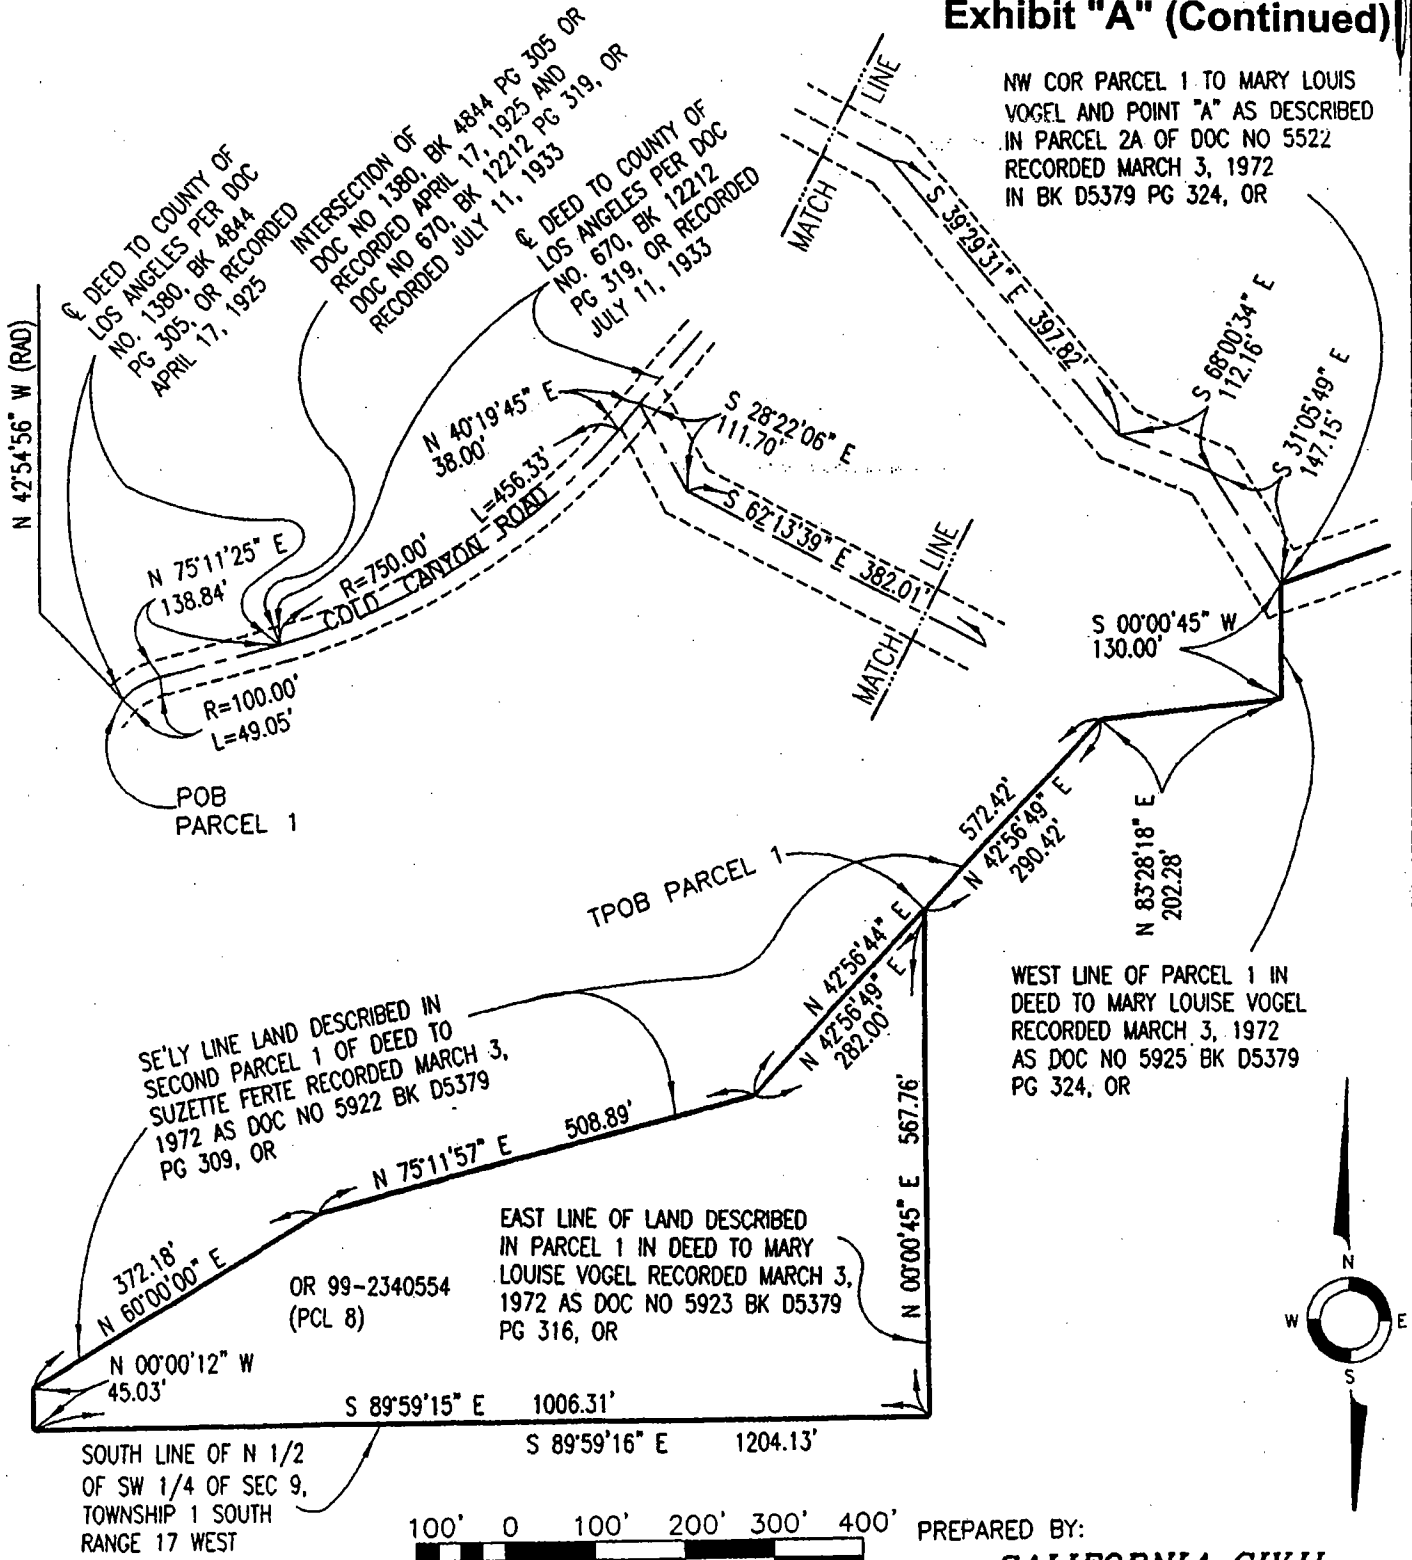 Exhibit "A" (Continued)
NW COR PARCEL 1 TO MARY LOUIS
VOGEL AND POINT "A" AS DESCRIBED
IN PARCEL 2A OF DOC NO 5522
RECORDED MARCH 3, 1972
IN BK D5379 PG 324, OR
℄ DEED TO COUNTY OF
LOS ANGELES PER DOC
NO. 1380, BK 4844
PG 305, OR RECORDED
APRIL 17, 1925
INTERSECTION OF
DOC NO 1380, BK 4844 PG 305 OR
RECORDED APRIL 17, 1925 AND
DOC NO 670, BK 12212 PG 319, OR
RECORDED JULY 11, 1933
℄ DEED TO COUNTY OF
LOS ANGELES PER DOC
NO. 670, BK 12212
PG 319, OR RECORDED
JULY 11, 1933
MATCH LINE
S 39°29'31" E 397.82'
S 68°00'34" E
112.16'
S 31°05'49" E
147.15'
N 42°54'56" W (RAD)
N 40°19'45" E
38.00'
S 28°22'06" E
111.70'
L=456.33'
R=750.00'
COLD CANYON ROAD
S 62°13'39" E 382.01'
MATCH LINE
N 75°11'25" E
138.84'
R=100.00'
L=49.05'
POB
PARCEL 1
S 00°00'45" W
130.00'
N 83°28'18" E
202.28'
572.42'
N 42°56'49" E
290.42'
TPOB PARCEL 1
N 42°56'44" E
N 42°56'49" E
282.00'
WEST LINE OF PARCEL 1 IN
DEED TO MARY LOUISE VOGEL
RECORDED MARCH 3, 1972
AS DOC NO 5925 BK D5379
PG 324, OR
SE'LY LINE LAND DESCRIBED IN
SECOND PARCEL 1 OF DEED TO
SUZETTE FERTE RECORDED MARCH 3,
1972 AS DOC NO 5922 BK D5379
PG 309, OR
N 75°11'57" E 508.89'
N 00°00'45" E 567.76'
EAST LINE OF LAND DESCRIBED
IN PARCEL 1 IN DEED TO MARY
LOUISE VOGEL RECORDED MARCH 3,
1972 AS DOC NO 5923 BK D5379
PG 316, OR
372.18'
N 60°00'00" E
OR 99-2340554
(PCL 8)
N 00°00'12" W
45.03'
S 89°59'15" E 1006.31'
S 89°59'16" E 1204.13'
SOUTH LINE OF N 1/2
OF SW 1/4 OF SEC 9,
TOWNSHIP 1 SOUTH
RANGE 17 WEST
N
W E
S
100' 0 100' 200' 300' 400'
PREPARED BY:
CALIFORNIA CIVIL